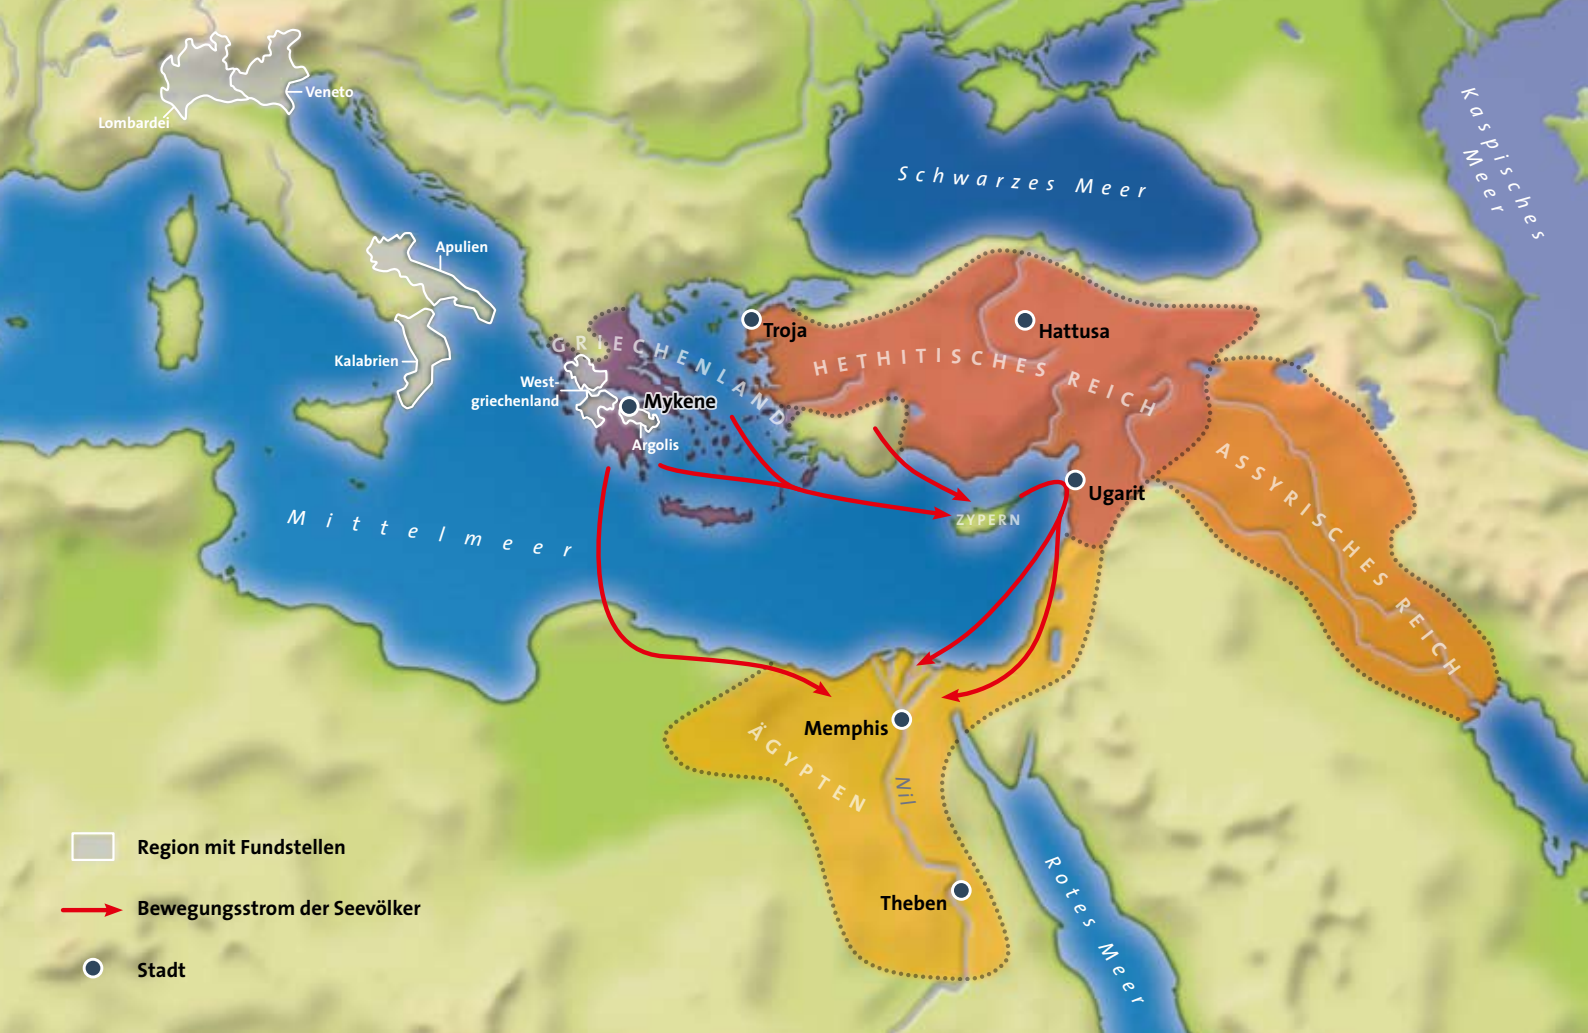 Veneto
Lombardei
Schwarzes Meer
Kaspisches
Meer
Apulien
Kalabrien
GRIECHENLAND
West-
griechenland
Mykene
Argolis
Troja
Hattusa
HETHITISCHES REICH
Ugarit
ASSYRISCHES REICH
ZYPERN
Mittelmeer
Memphis
ÄGYPTEN
Nil
Theben
Rotes Meer
Region mit Fundstellen
Bewegungsstrom der Seevölker
Stadt